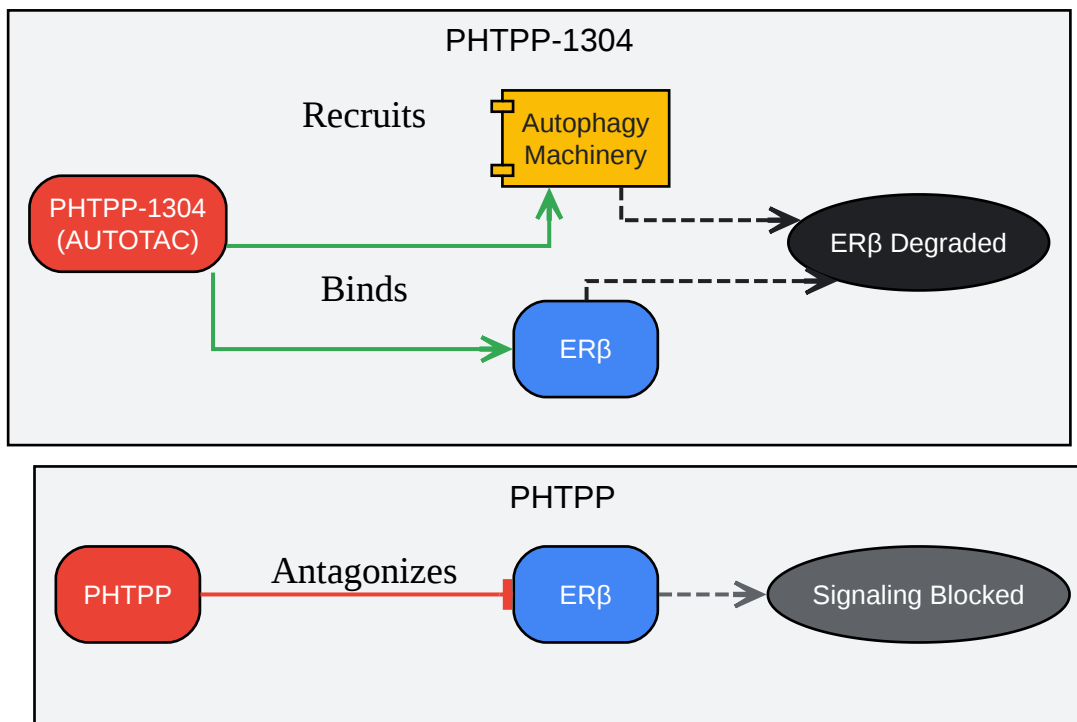 PHTPP-1304
Recruits
Autophagy
Machinery
PHTPP-1304
(AUTOTAC)
ERβ Degraded
Binds
ERβ
PHTPP
Antagonizes
PHTPP
ERβ
Signaling Blocked